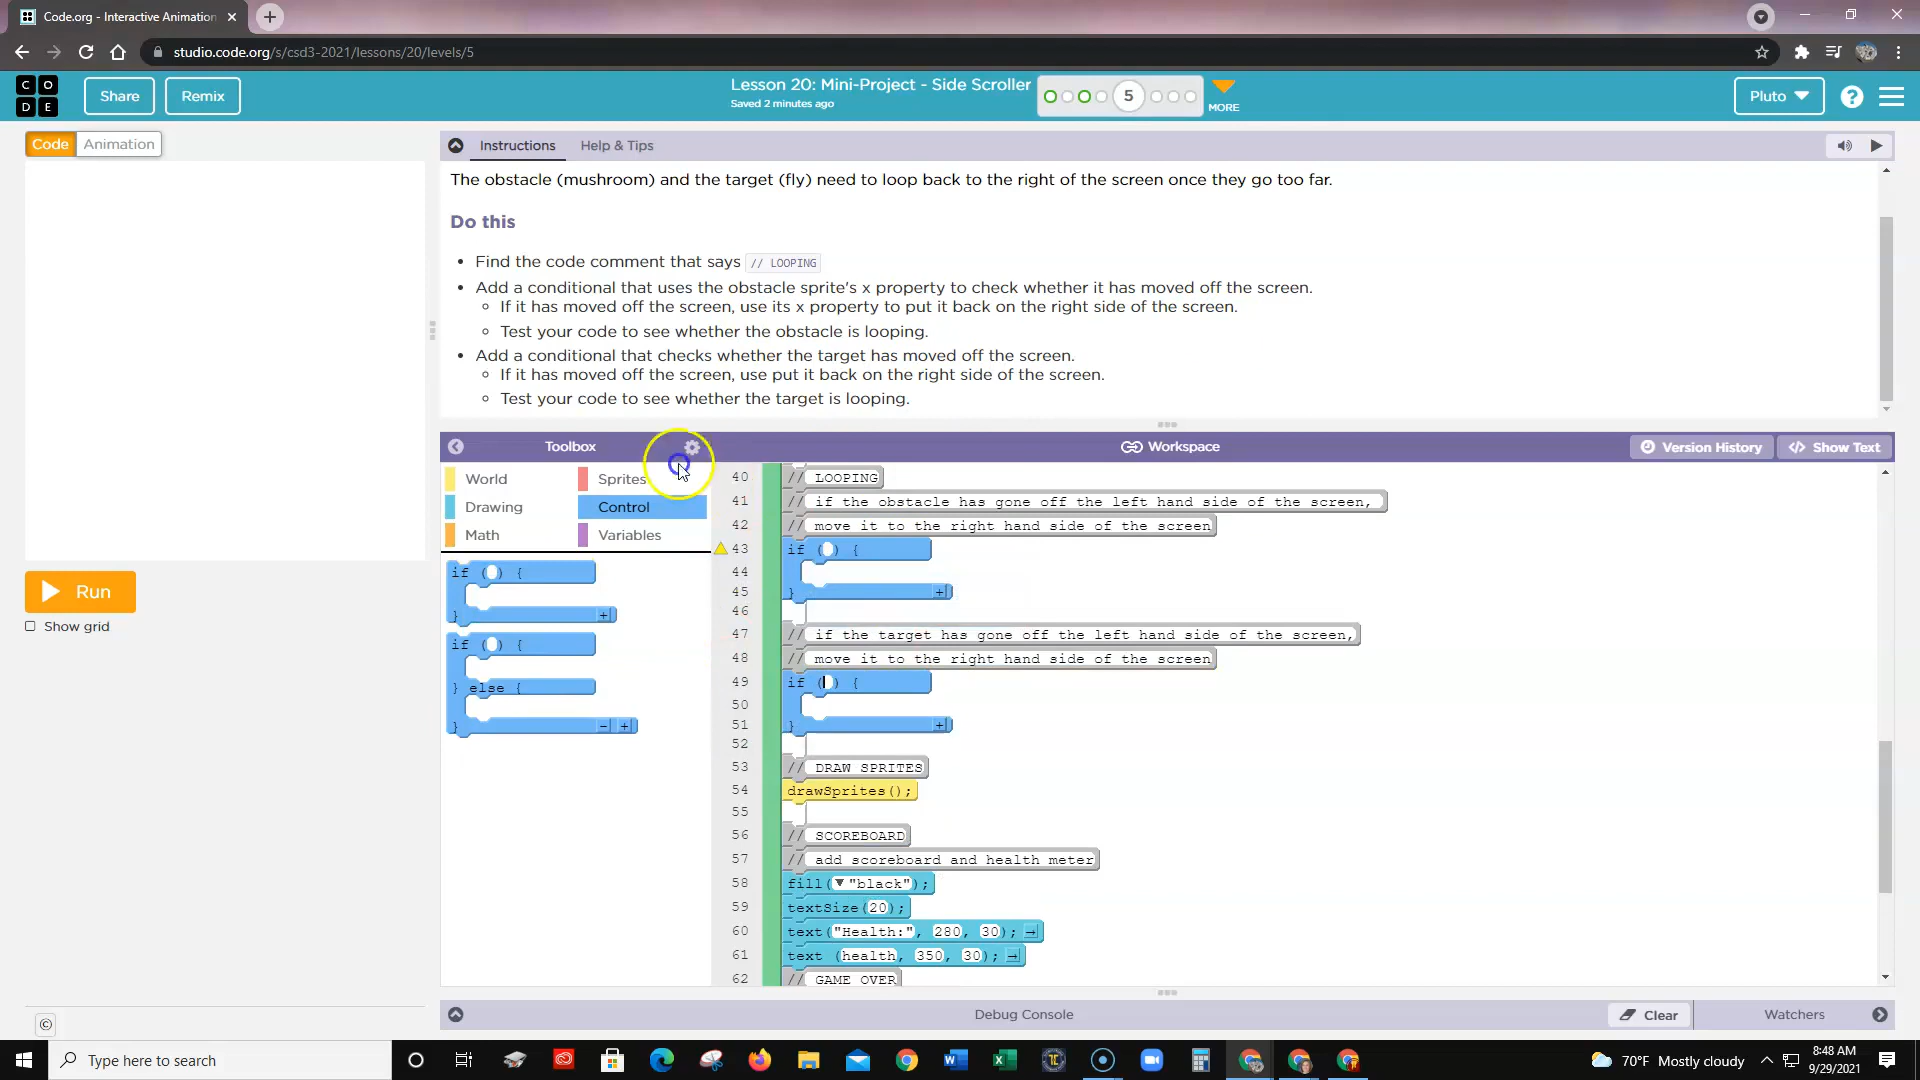 Code.org - Interactive Animation
studio.code.org/s/csd3-2021/lessons/20/levels/5
C O
D E
Share
Remix
Lesson 20: Mini-Project - Side Scroller
Saved 2 minutes ago
5
MORE
Pluto
Code
Animation
Instructions
Help & Tips
The obstacle (mushroom) and the target (fly) need to loop back to the right of the screen once they go too far.
Do this
Find the code comment that says // LOOPING
Add a conditional that uses the obstacle sprite's x property to check whether it has moved off the screen.
If it has moved off the screen, use its x property to put it back on the right side of the screen.
Test your code to see whether the obstacle is looping.
Add a conditional that checks whether the target has moved off the screen.
If it has moved off the screen, use put it back on the right side of the screen.
Test your code to see whether the target is looping.
Run
Show grid
Toolbox
Workspace
Version History
Show Text
World
Sprites
Drawing
Control
Math
Variables
if ( ) {
}
+
if ( ) {
} else {
}
- +
40 // LOOPING
41 // if the obstacle has gone off the left hand side of the screen,
42 // move it to the right hand side of the screen
43 if ( ) {
44
45 } +
46
47 // if the target has gone off the left hand side of the screen,
48 // move it to the right hand side of the screen
49 if ( ) {
50
51 } +
52
53 // DRAW SPRITES
54 drawSprites();
55
56 // SCOREBOARD
57 // add scoreboard and health meter
58 fill("black");
59 textSize(20);
60 text("Health:", 280, 30);
61 text (health, 350, 30);
62 // GAME OVER
Debug Console
Clear
Watchers
©
Type here to search
70°F Mostly cloudy
8:48 AM
9/29/2021